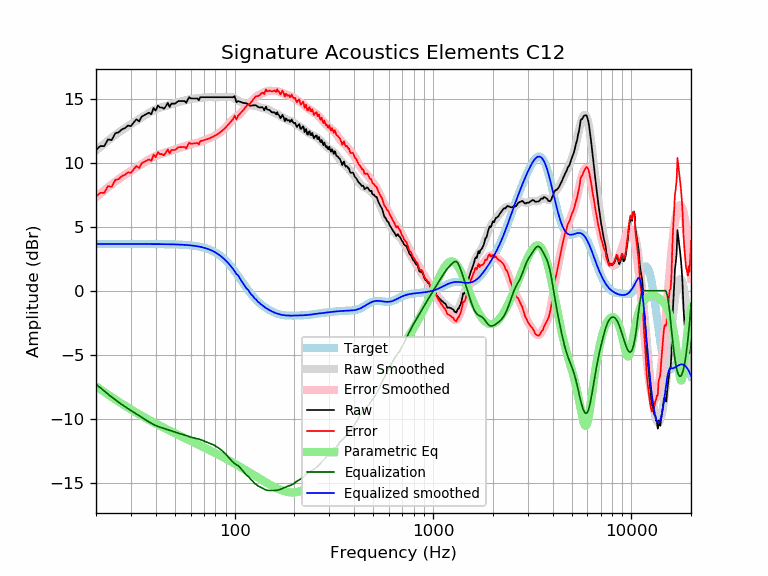 Signature Acoustics Elements C12
Amplitude (dBr)
15
10
5
0
−5
−10
−15
100
1000
10000
Frequency (Hz)
Target
Raw Smoothed
Error Smoothed
Raw
Error
Parametric Eq
Equalization
Equalized smoothed